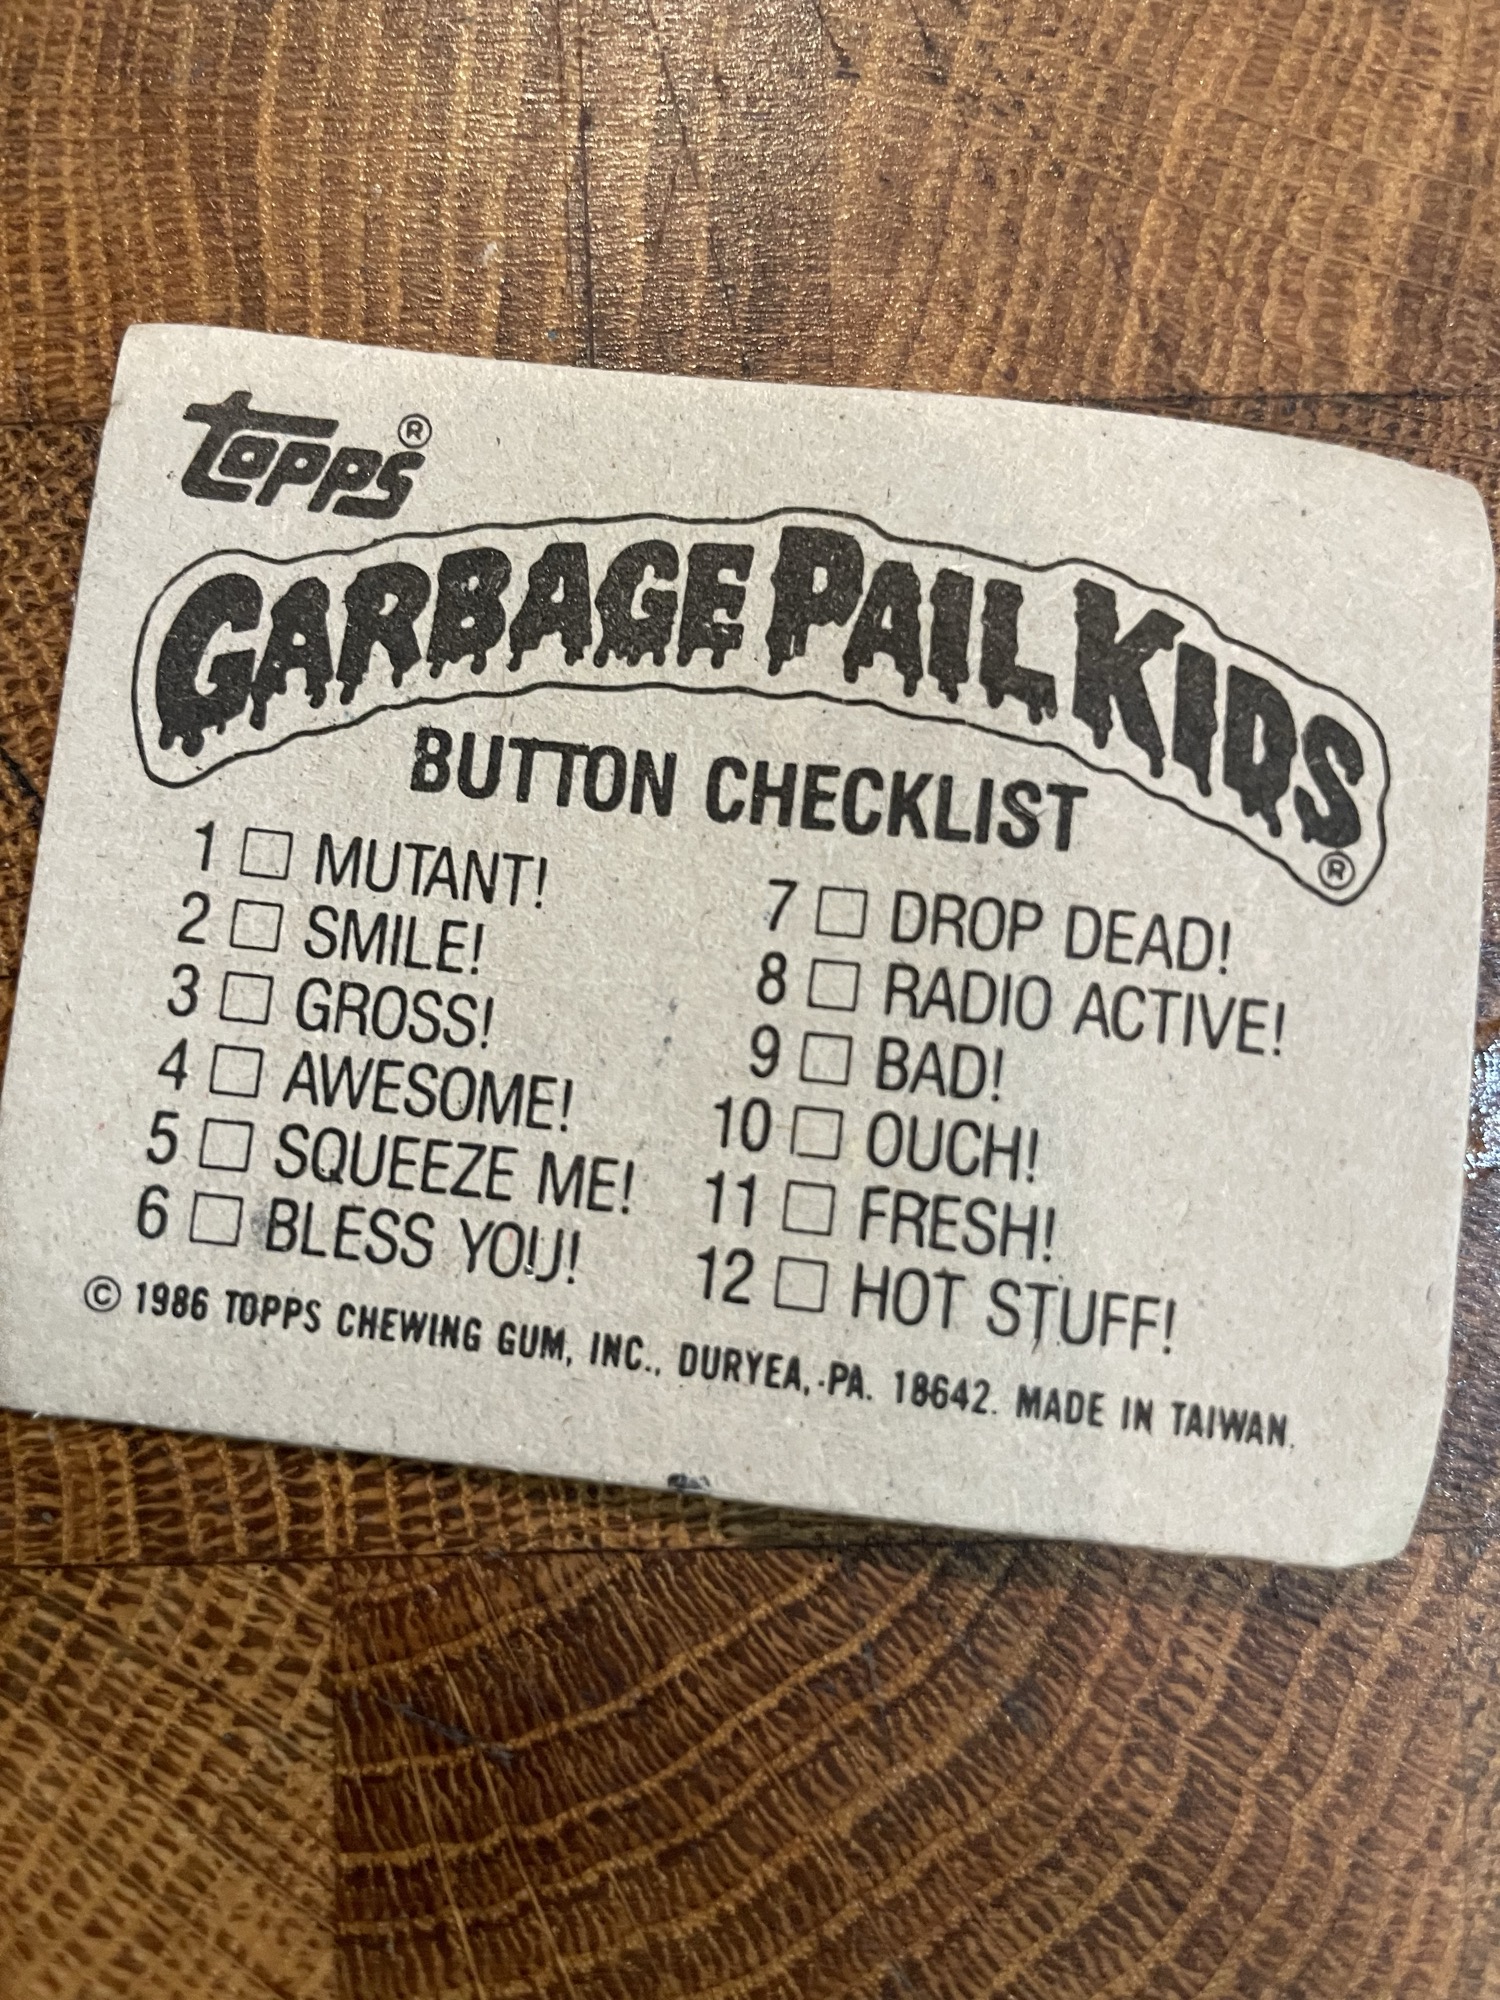 Topps®
GARBAGE PAIL KIDS®
BUTTON CHECKLIST
1 □ MUTANT!
2 □ SMILE!
3 □ GROSS!
4 □ AWESOME!
5 □ SQUEEZE ME!
6 □ BLESS YOU!
7 □ DROP DEAD!
8 □ RADIO ACTIVE!
9 □ BAD!
10 □ OUCH!
11 □ FRESH!
12 □ HOT STUFF!
© 1986 TOPPS CHEWING GUM, INC., DURYEA, PA. 18642. MADE IN TAIWAN.